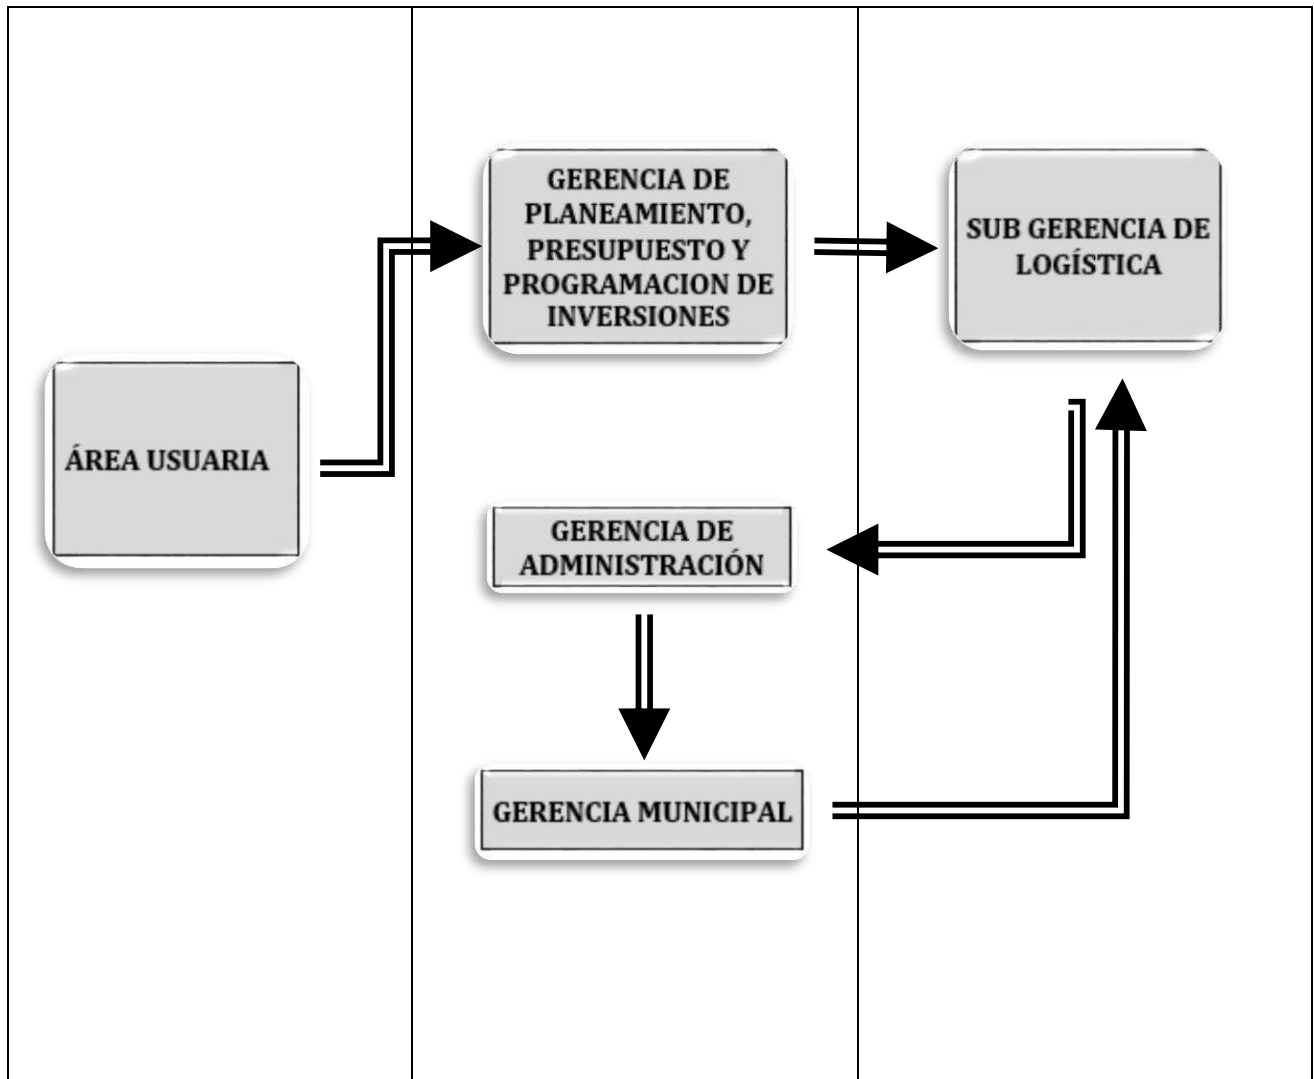 ÁREA USUARIA
GERENCIA DE
PLANEAMIENTO,
PRESUPUESTO Y
PROGRAMACION DE
INVERSIONES
SUB GERENCIA DE
LOGÍSTICA
GERENCIA DE
ADMINISTRACIÓN
GERENCIA MUNICIPAL